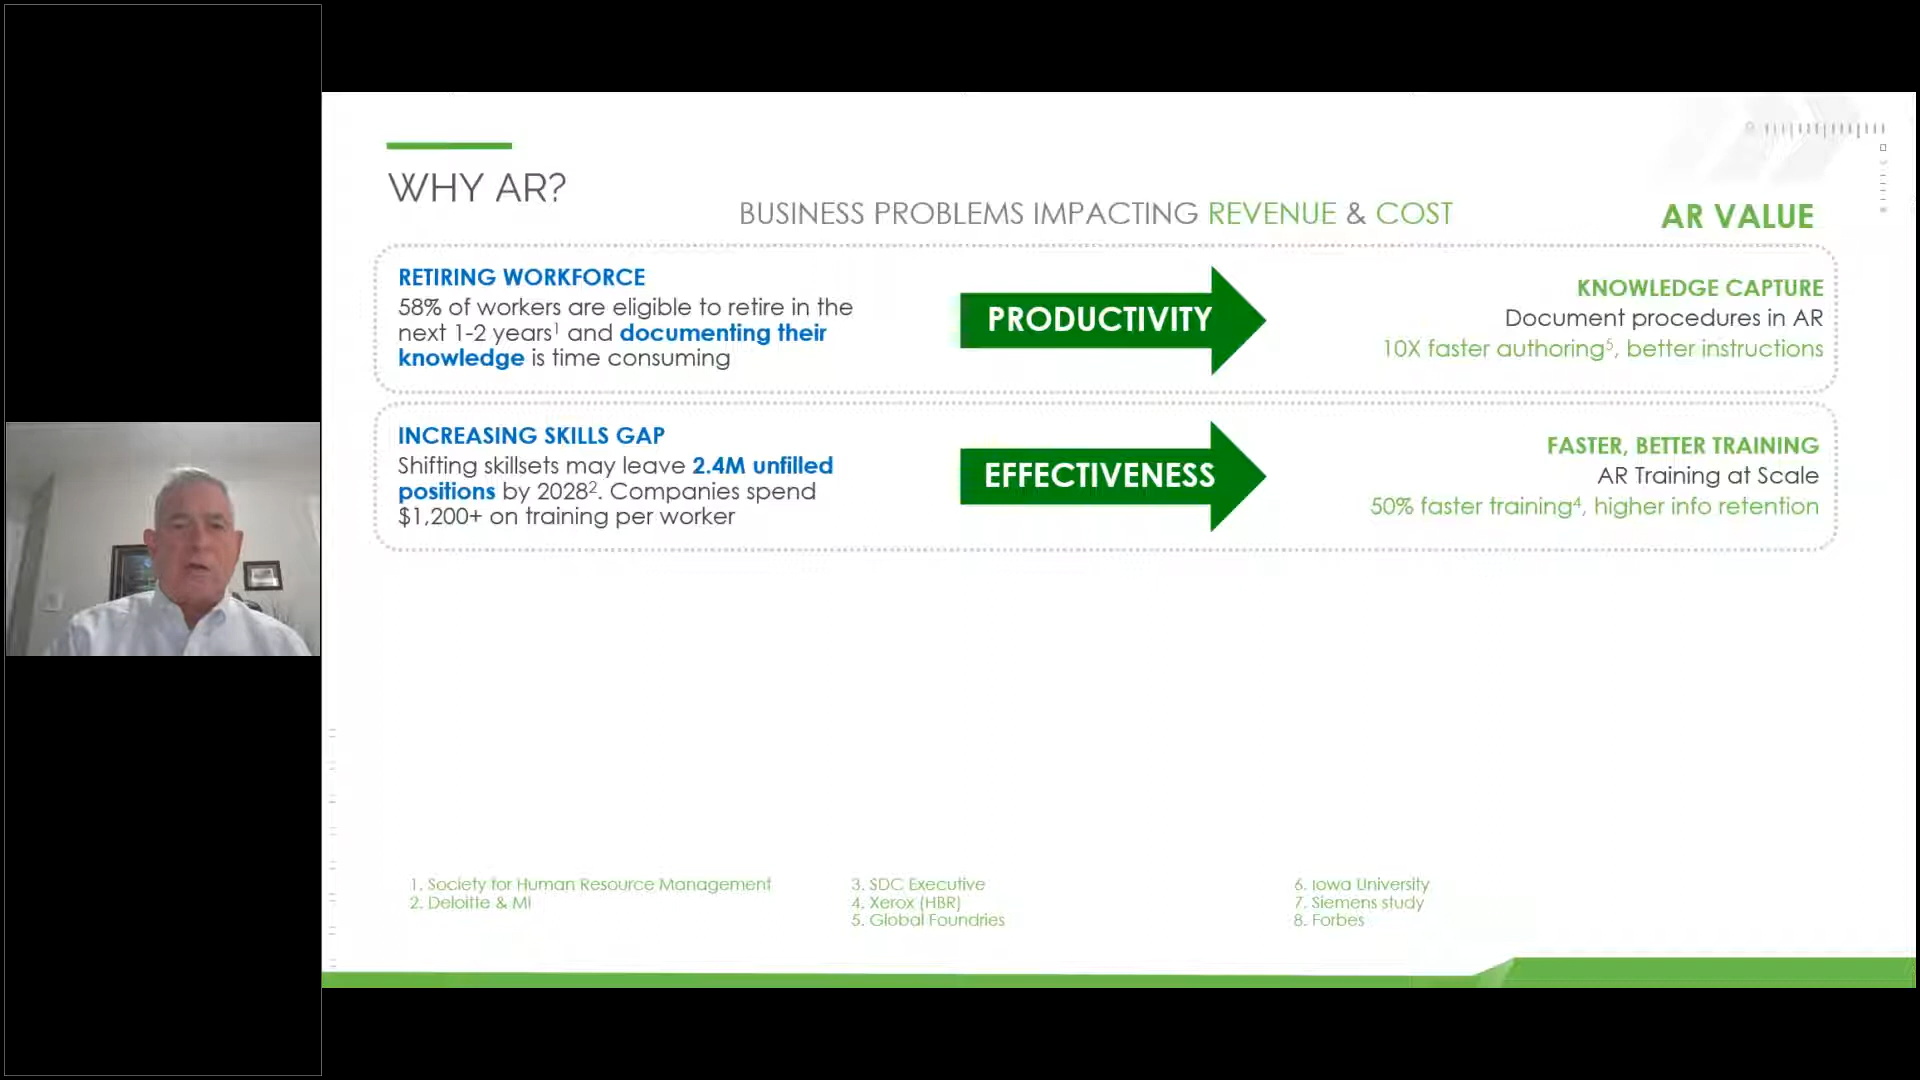 WHY AR?
BUSINESS PROBLEMS IMPACTING REVENUE & COST
AR VALUE
RETIRING WORKFORCE
58% of workers are eligible to retire in the
next 1-2 years¹ and documenting their
knowledge is time consuming
PRODUCTIVITY
KNOWLEDGE CAPTURE
Document procedures in AR
10X faster authoring⁵, better instructions
INCREASING SKILLS GAP
Shifting skillsets may leave 2.4M unfilled
positions by 2028². Companies spend
$1,200+ on training per worker
EFFECTIVENESS
FASTER, BETTER TRAINING
AR Training at Scale
50% faster training⁴, higher info retention
1. Society for Human Resource Management
2. Deloitte & MI
3. SDC Executive
4. Xerox (HBR)
5. Global Foundries
6. Iowa University
7. Siemens study
8. Forbes